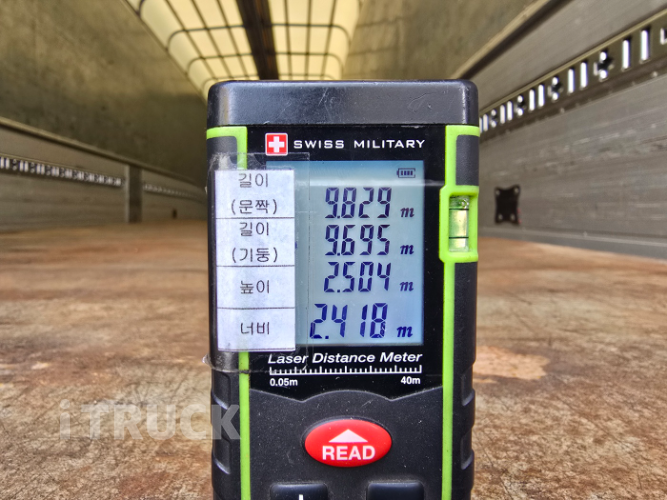 SWISS MILITARY
길이
(문짝)
9.829 m
길이
(기둥)
9.695 m
높이
2.504 m
너비
2.418 m
Laser Distance Meter
0.05m 40m
READ
i TRUCK